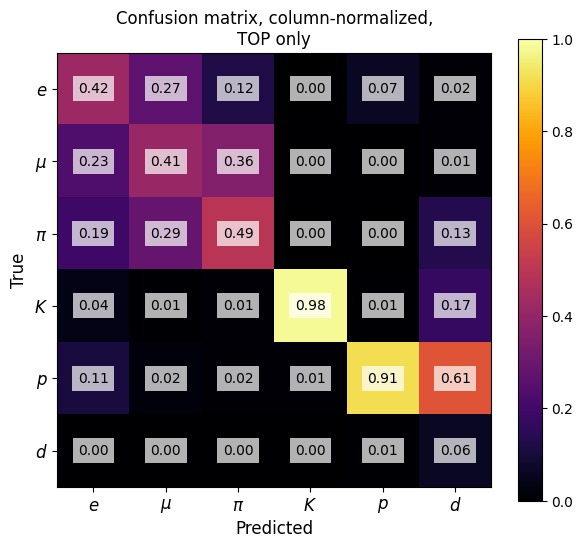 Confusion matrix, column-normalized,
TOP only
True
e 0.42 0.27 0.12 0.00 0.07 0.02
μ 0.23 0.41 0.36 0.00 0.00 0.01
π 0.19 0.29 0.49 0.00 0.00 0.13
K 0.04 0.01 0.01 0.98 0.01 0.17
p 0.11 0.02 0.02 0.01 0.91 0.61
d 0.00 0.00 0.00 0.00 0.01 0.06
e μ π K p d
Predicted
1.0
0.8
0.6
0.4
0.2
0.0